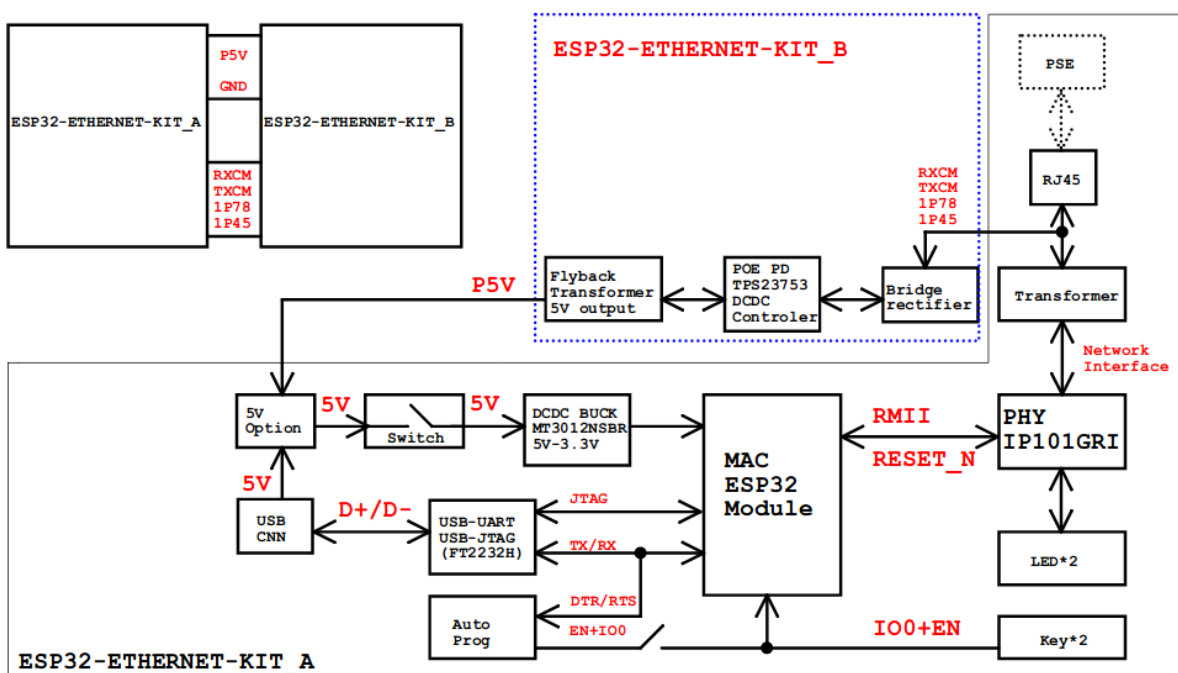 P5V
GND
ESP32-ETHERNET-KIT_A
ESP32-ETHERNET-KIT_B
RXCM
TXCM
1P78
1P45
ESP32-ETHERNET-KIT_B
PSE
RJ45
RXCM
TXCM
1P78
1P45
P5V
Flyback
Transformer
5V output
POE PD
TPS23753
DCDC
Controler
Bridge
rectifier
Transformer
Network
Interface
5V
Option
5V
Switch
5V
DCDC BUCK
MT3012NSBR
5V-3.3V
MAC
ESP32
Module
RMII
RESET_N
PHY
IP101GRI
5V
USB
CNN
D+/D-
USB-UART
USB-JTAG
(FT2232H)
JTAG
TX/RX
LED*2
DTR/RTS
Auto
Prog
EN+IO0
IO0+EN
Key*2
ESP32-ETHERNET-KIT_A